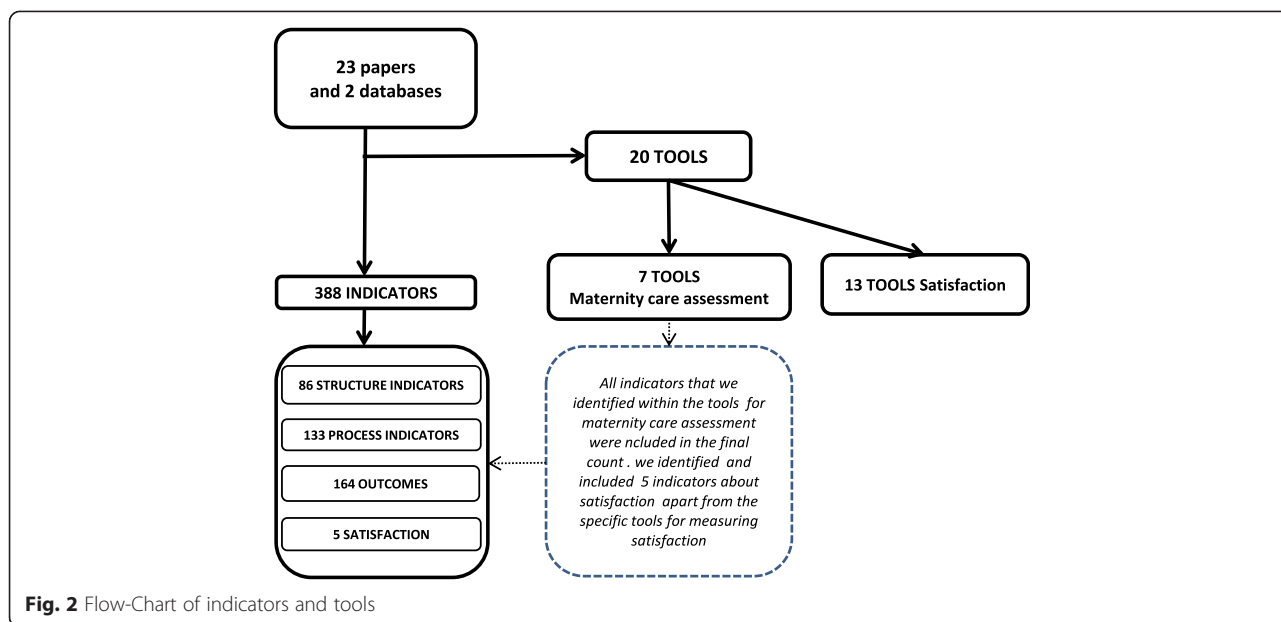 23 papers
and 2 databases
20 TOOLS
388 INDICATORS
7 TOOLS
Maternity care assessment
13 TOOLS Satisfaction
86 STRUCTURE INDICATORS
133 PROCESS INDICATORS
164 OUTCOMES
5 SATISFACTION
All indicators that we
identified within the tools for
maternity care assessment
were ncluded in the final
count . we identified and
included 5 indicators about
satisfaction apart from the
specific tools for measuring
satisfaction
Fig. 2 Flow-Chart of indicators and tools